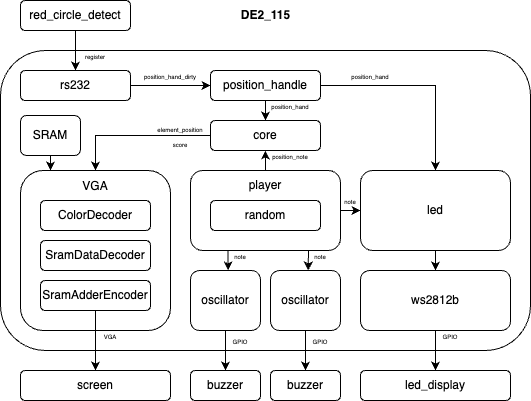 red_circle_detect
DE2_115
register
rs232
position_hand_dirty
position_handle
position_hand
position_hand
SRAM
element_position
score
core
position_note
VGA
player
ColorDecoder
random
note
led
SramDataDecoder
note
note
SramAdderEncoder
oscillator
oscillator
ws2812b
VGA
GPIO
GPIO
GPIO
screen
buzzer
buzzer
led_display